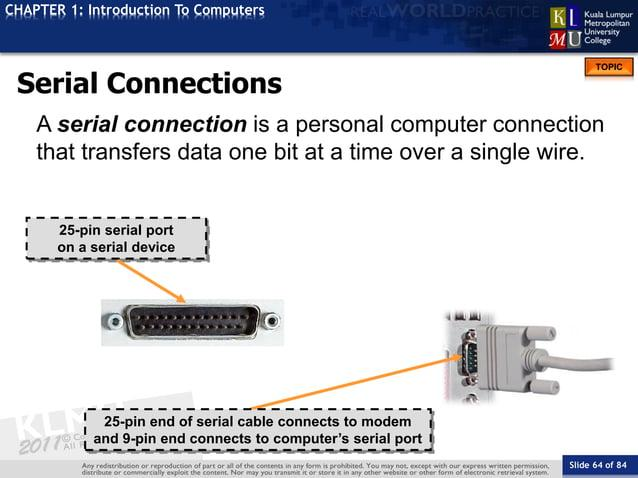 CHAPTER 1: Introduction To Computers
REALWORLDPRACTICE
KL
MU
Kuala Lumpur
Metropolitan
University
College
TOPIC
Serial Connections
A serial connection is a personal computer connection
that transfers data one bit at a time over a single wire.
25-pin serial port
on a serial device
25-pin end of serial cable connects to modem
and 9-pin end connects to computer’s serial port
2011
©
All
Any redistribution or reproduction of part or all of the contents in any form is prohibited. You may not, except with our express written permission,
distribute or commercially exploit the content. Nor may you transmit it or store it in any other website or other form of electronic retrieval system.
Slide 64 of 84